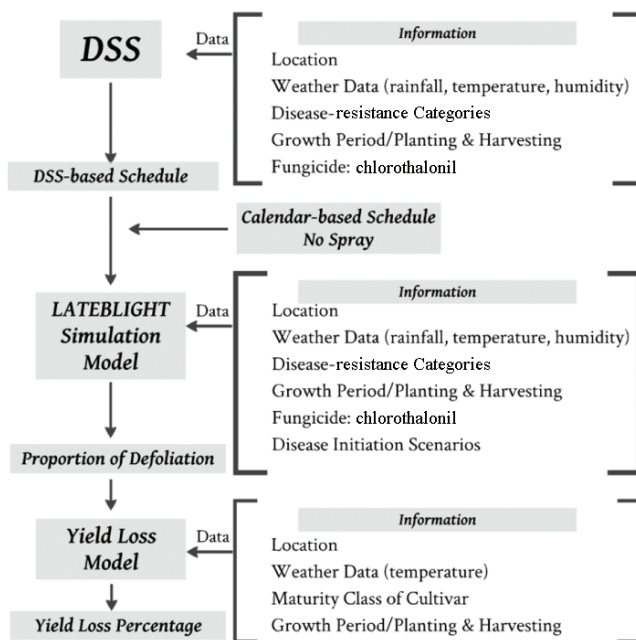 DSS
Data
Information
Location
Weather Data (rainfall, temperature, humidity)
Disease-resistance Categories
Growth Period/Planting & Harvesting
Fungicide: chlorothalonil
DSS-based Schedule
Calendar-based Schedule
No Spray
LATEBLIGHT
Simulation
Model
Data
Information
Location
Weather Data (rainfall, temperature, humidity)
Disease-resistance Categories
Growth Period/Planting & Harvesting
Fungicide: chlorothalonil
Disease Initiation Scenarios
Proportion of Defoliation
Yield Loss
Model
Data
Information
Location
Weather Data (temperature)
Maturity Class of Cultivar
Growth Period/Planting & Harvesting
Yield Loss Percentage